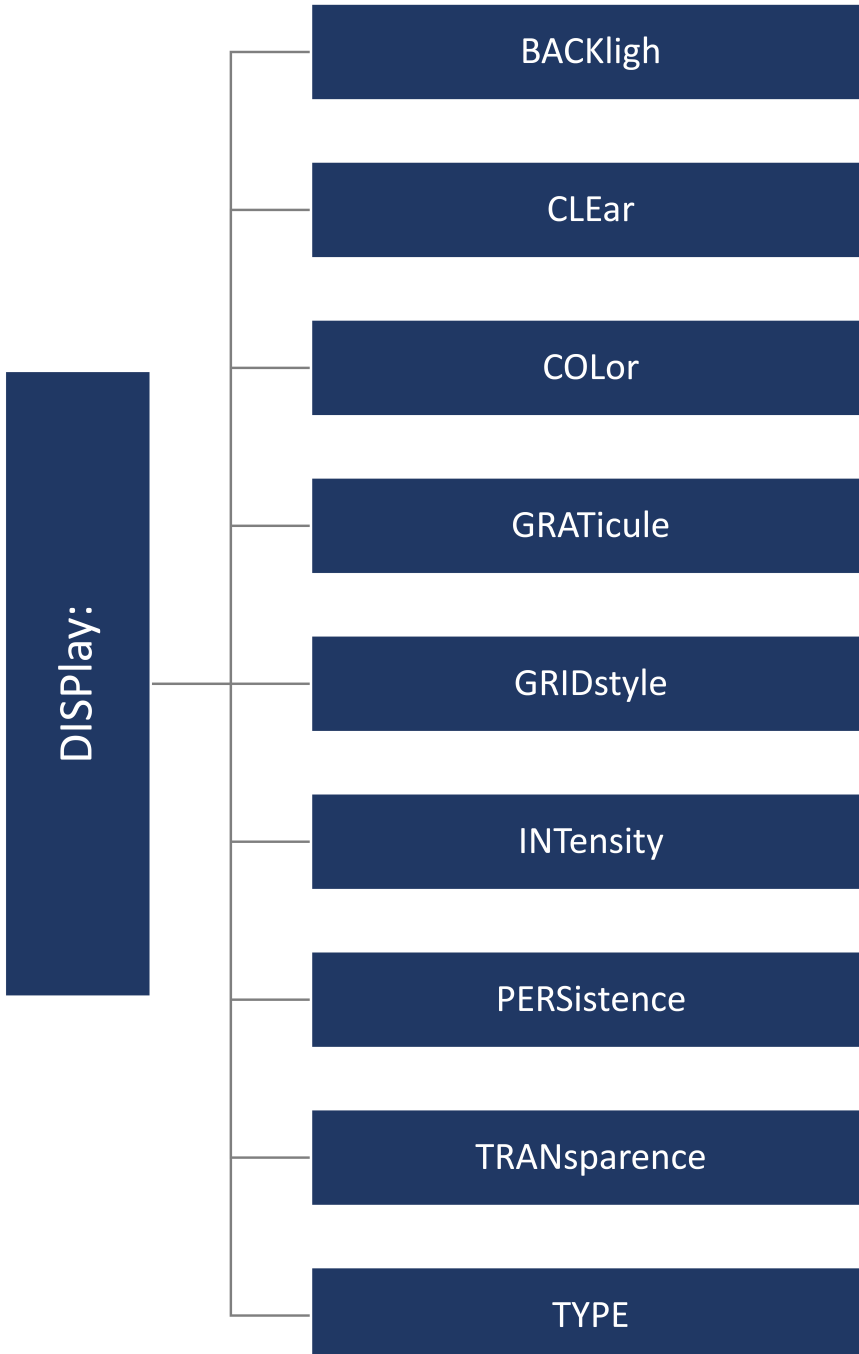 DISPlay:
BACKligh
CLEar
COLor
GRATicule
GRIDstyle
INTensity
PERSistence
TRANsparence
TYPE